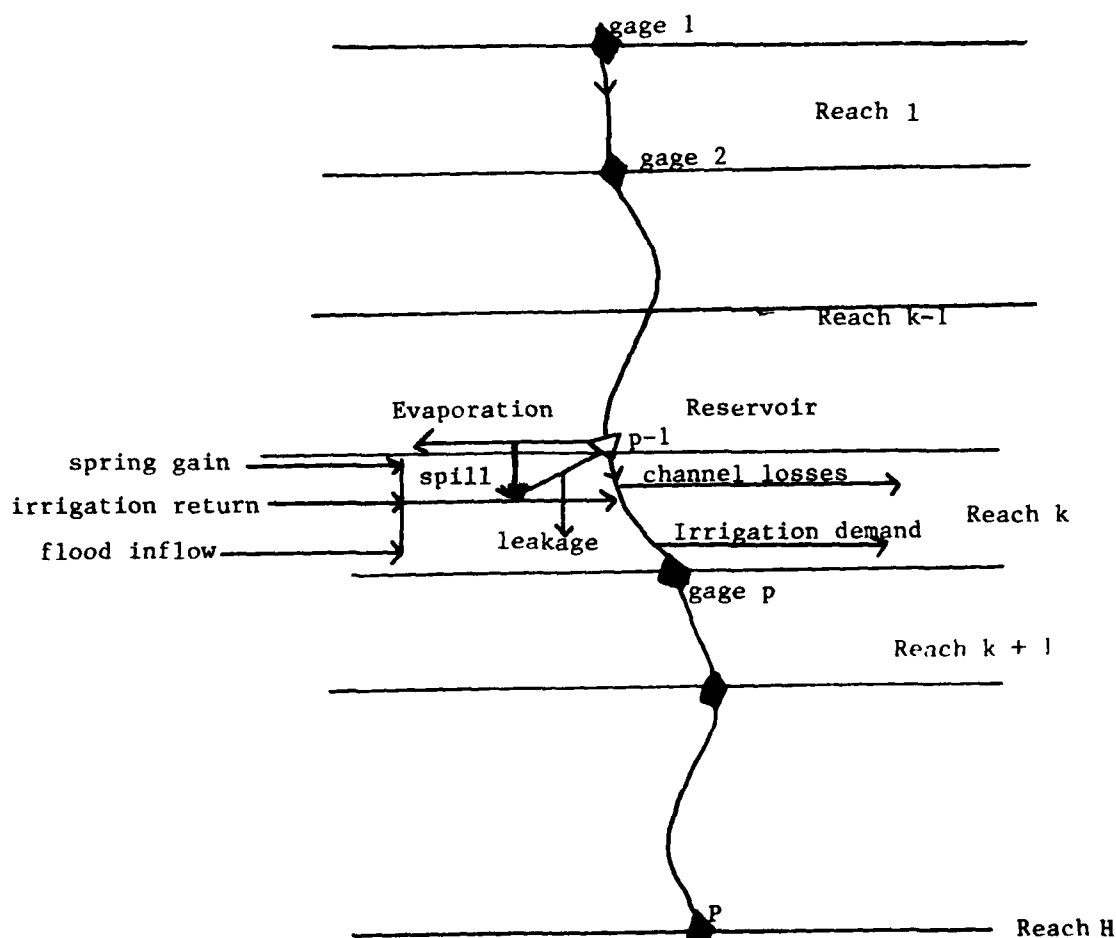 gage 1
Reach 1
gage 2
Reach k-1
Evaporation
Reservoir
p-1
spring gain
spill
channel losses
irrigation return
Reach k
leakage
Irrigation demand
flood inflow
gage p
Reach k + 1
P
Reach H